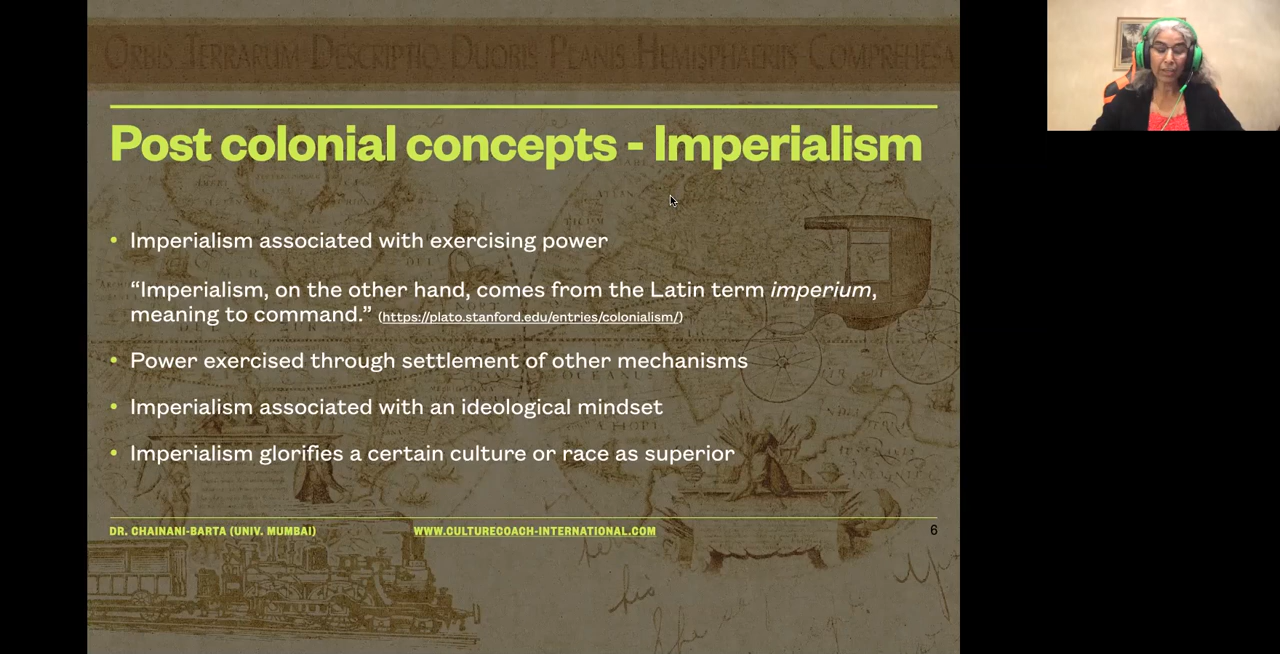 ORBIS TERRARUM DESCRIPTIO DUOBIS PLANIS HEMISPHAERIIS COMPREHESA
Post colonial concepts - Imperialism
• Imperialism associated with exercising power
“Imperialism, on the other hand, comes from the Latin term imperium,
meaning to command.” (https://plato.stanford.edu/entries/colonialism/)
• Power exercised through settlement of other mechanisms
• Imperialism associated with an ideological mindset
• Imperialism glorifies a certain culture or race as superior
DR. CHAINANI-BARTA (UNIV. MUMBAI) WWW.CULTURECOACH-INTERNATIONAL.COM 6